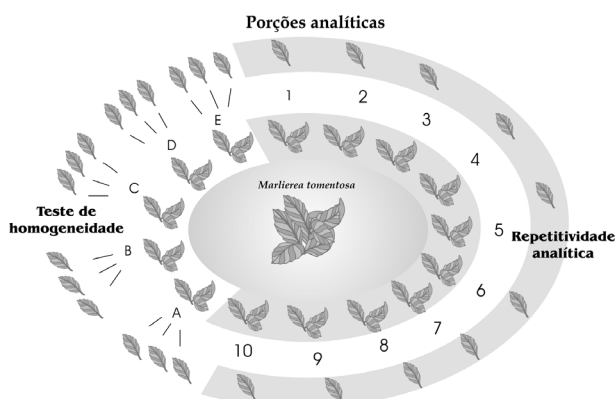 Porções analíticas
1
2
3
4
5
6
7
8
9
10
A
B
C
D
E
Marlierea tomentosa
Teste de
homogeneidade
Repetitividade
analítica